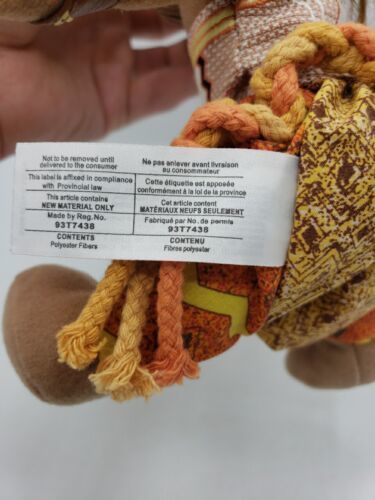 Not to be removed until
delivered to the consumer
This label is affixed in compliance
with Provincial law
This article contains
NEW MATERIAL ONLY
Made by Reg.No.
93T7438
CONTENTS
Polyester Fibers
Ne pas enlever avant livraison
au consommateur
Cette étiquette est apposée
conformément à la loi de la province
Cet article contient
MATÉRIAUX NEUFS SEULEMENT
Fabriqué par No. de permis
93T7438
CONTENU
Fibres polyester